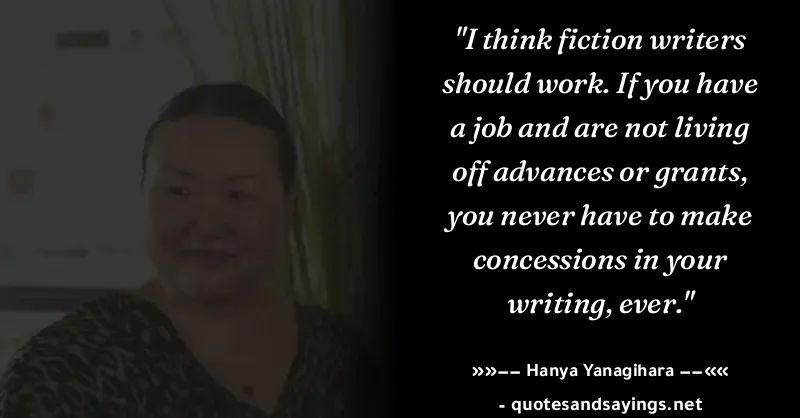 "I think fiction writers
should work. If you have
a job and are not living
off advances or grants,
you never have to make
concessions in your
writing, ever."
»»−− Hanya Yanagihara −−««
- quotesandsayings.net